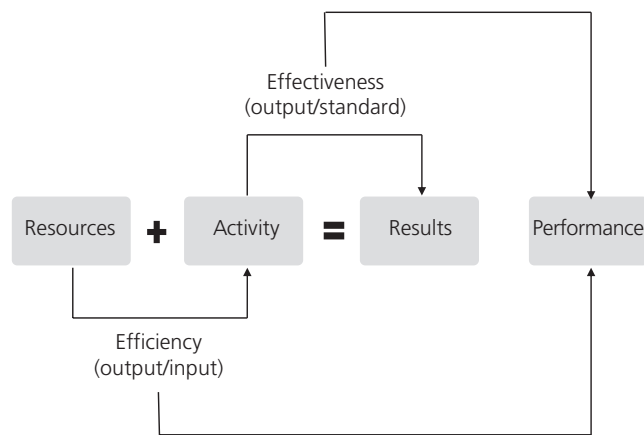 Effectiveness
(output/standard)
Resources + Activity = Results Performance
Efficiency
(output/input)